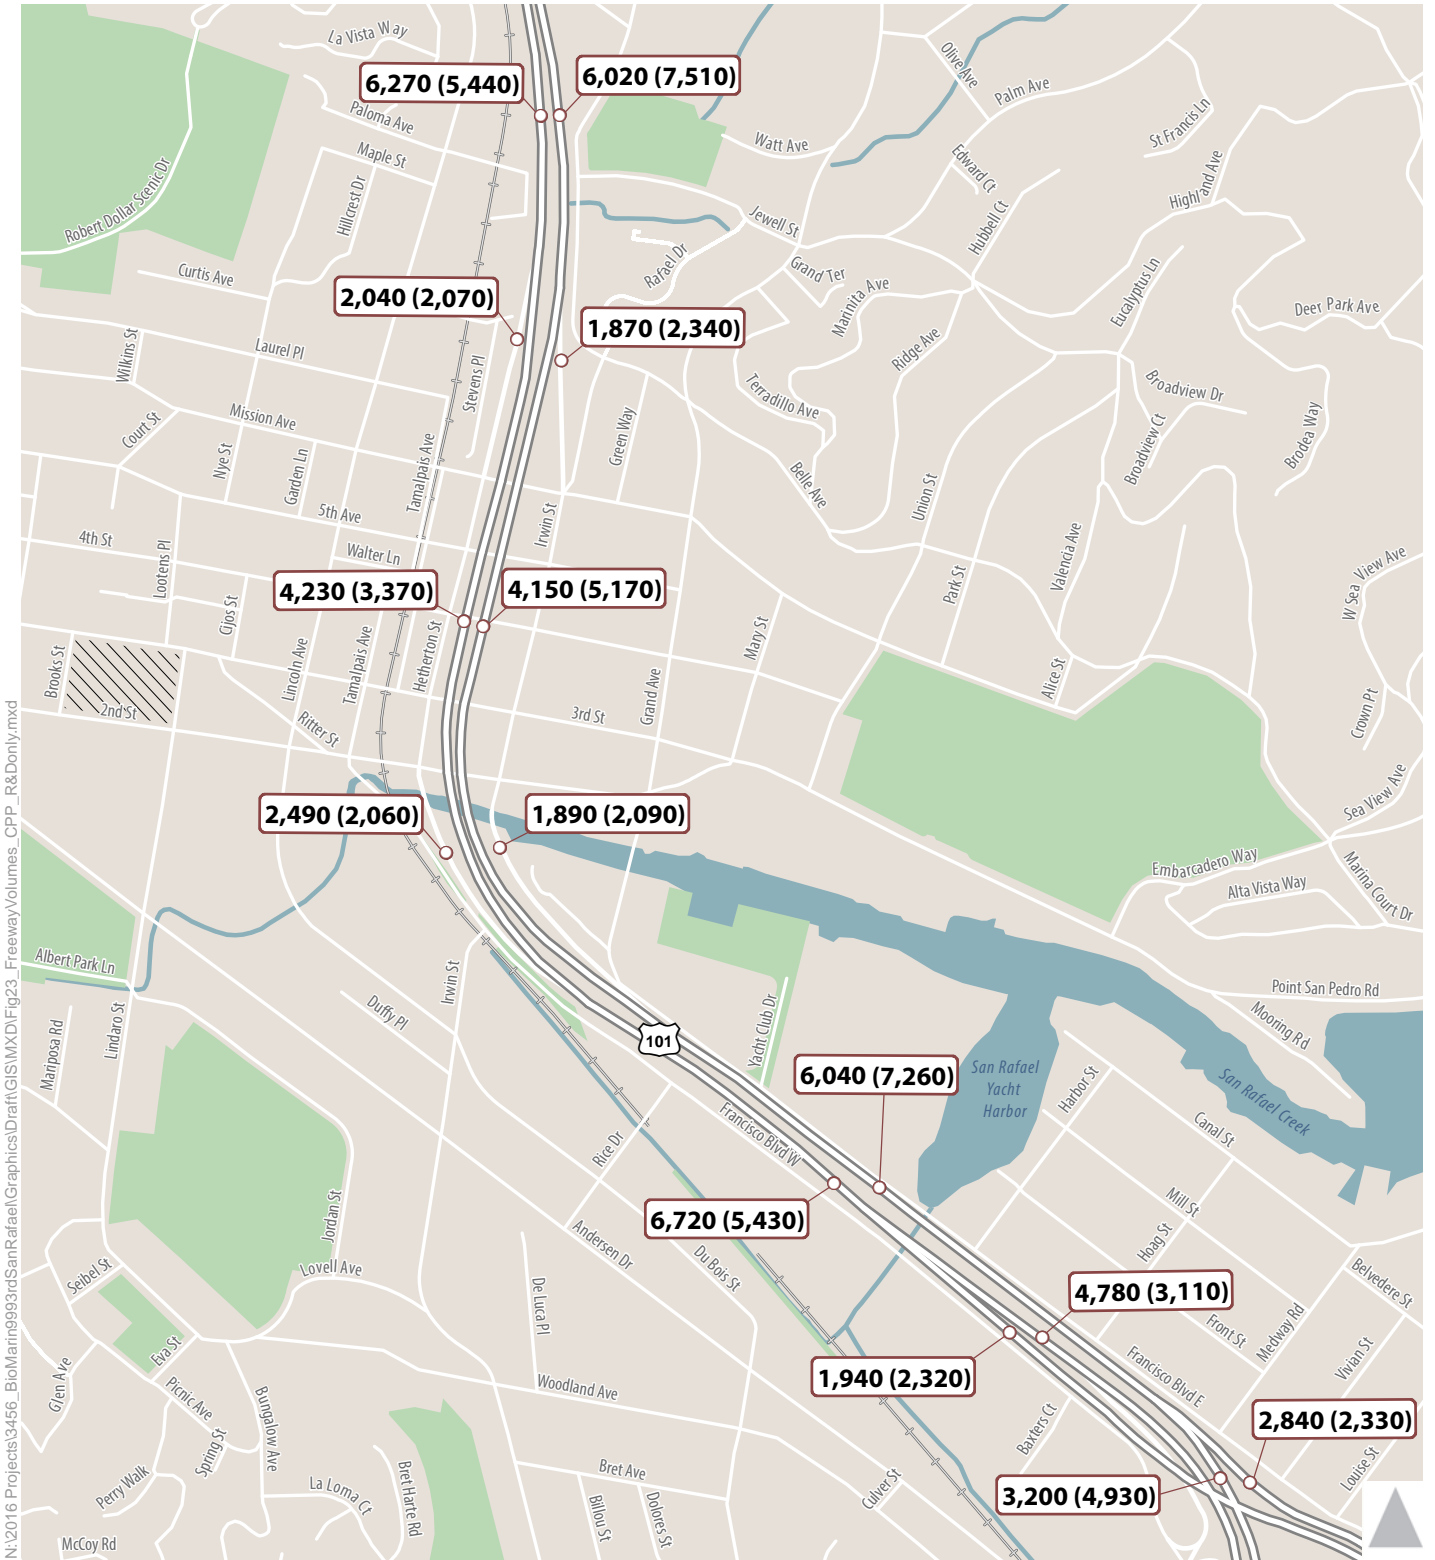 La Vista Way
6,270 (5,440)
6,020 (7,510)
Olive Ave
Palm Ave
Paloma Ave
St Francis Ln
Watt Ave
Maple St
Edward Ct
Highland Ave
Robert Dollar Scenic Dr
Hillcrest Dr
Jewell St
Hubbell Ct
Rafael Dr
Grand Ter
Curtis Ave
2,040 (2,070)
Marinita Ave
Eucalyptus Ln
Deer Park Ave
1,870 (2,340)
Wilkins St
Laurel Pl
Ridge Ave
Stevens Pl
Terradillo Ave
Broadview Dr
Mission Ave
Court St
Green Way
Broadview Ct
Brodea Way
Nye St
Garden Ln
Tamalpais Ave
Belle Ave
Union St
5th Ave
Irwin St
4th St
Walter Ln
Lootens Pl
Valencia Ave
W Sea View Ave
4,230 (3,370)
4,150 (5,170)
Park St
Cijos St
Mary St
Brooks St
Lincoln Ave
Tamalpais Ave
Hetherton St
Grand Ave
Alice St
2nd St
Ritter St
3rd St
Crown Pt
Sea View Ave
2,490 (2,060)
1,890 (2,090)
Embarcadero Way
Alta Vista Way
Marina Court Dr
Albert Park Ln
Irwin St
Point San Pedro Rd
Duffy Pl
Mooring Rd
Mariposa Rd
Lindaro St
Yacht Club Dr
101
6,040 (7,260)
San Rafael
Yacht
Harbor
Harbor St
San Rafael Creek
Francisco Blvd W
Canal St
Rice Dr
6,720 (5,430)
Mill St
Jordan St
Andersen Dr
Du Bois St
Hoag St
Seibel St
Lovell Ave
Belvedere St
De Luca Pl
4,780 (3,110)
Front St
Medway Rd
Eva St
Vivian St
1,940 (2,320)
Francisco Blvd E
Glen Ave
Picnic Ave
Bungalow Ave
Woodland Ave
Baxters Ct
2,840 (2,330)
Spring St
Bret Ave
Louise St
Perry Walk
La Loma Ct
Bret Harte Rd
Culver St
3,200 (4,930)
Billou St
Dolores St
McCoy Rd
N:\2016 Projects\3456_BioMarin9993rdSanRafael\Graphics\Draft\GIS\MXD\Fig23_FreewayVolumes_CPP_R&Donly.mxd